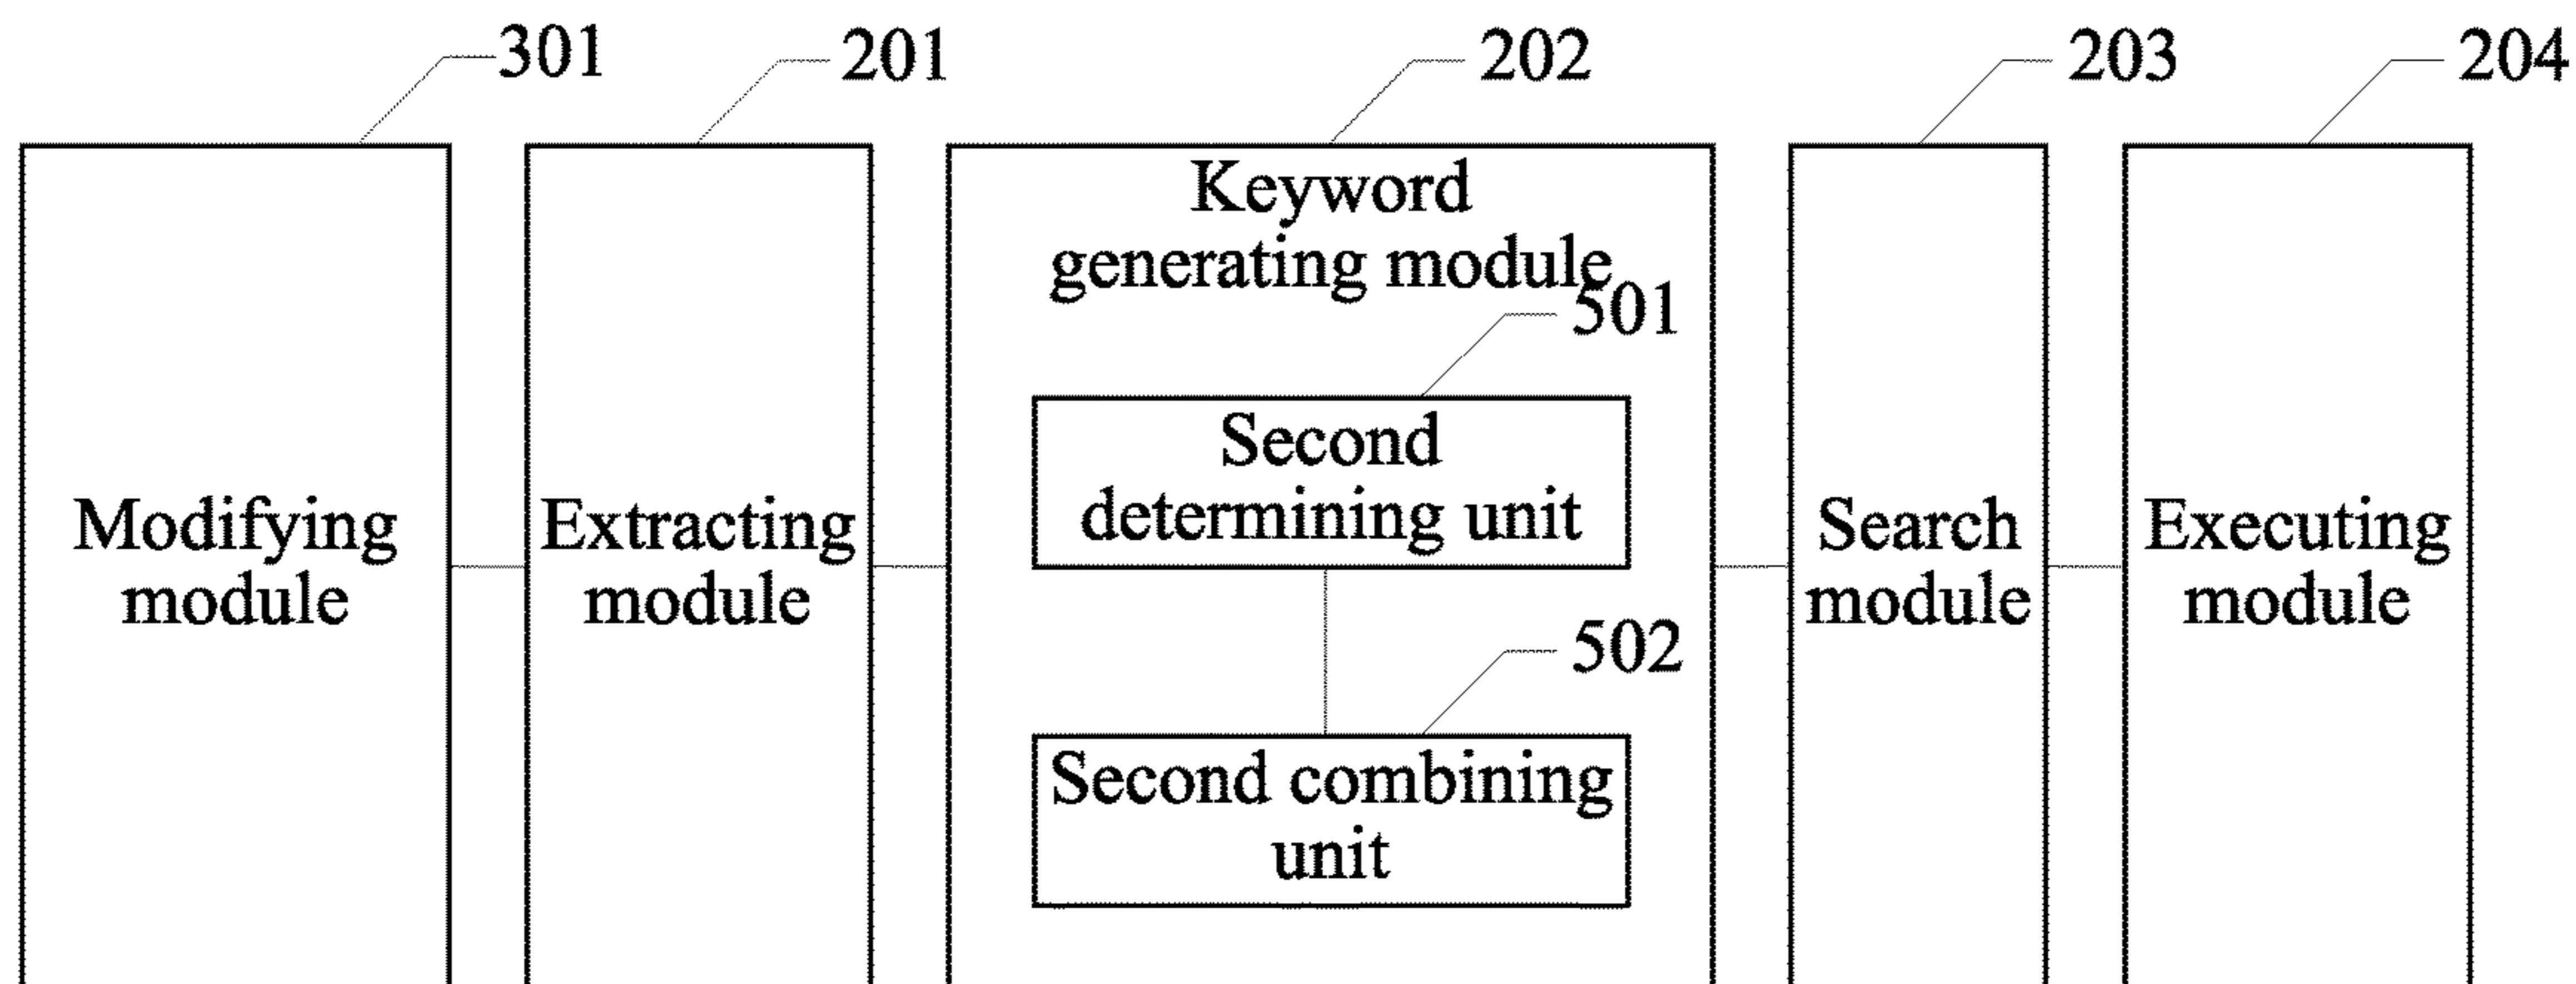 301
201
202
203
204
Modifying
module
Extracting
module
Keyword
generating module
501
Second
determining unit
502
Second combining
unit
Search
module
Executing
module